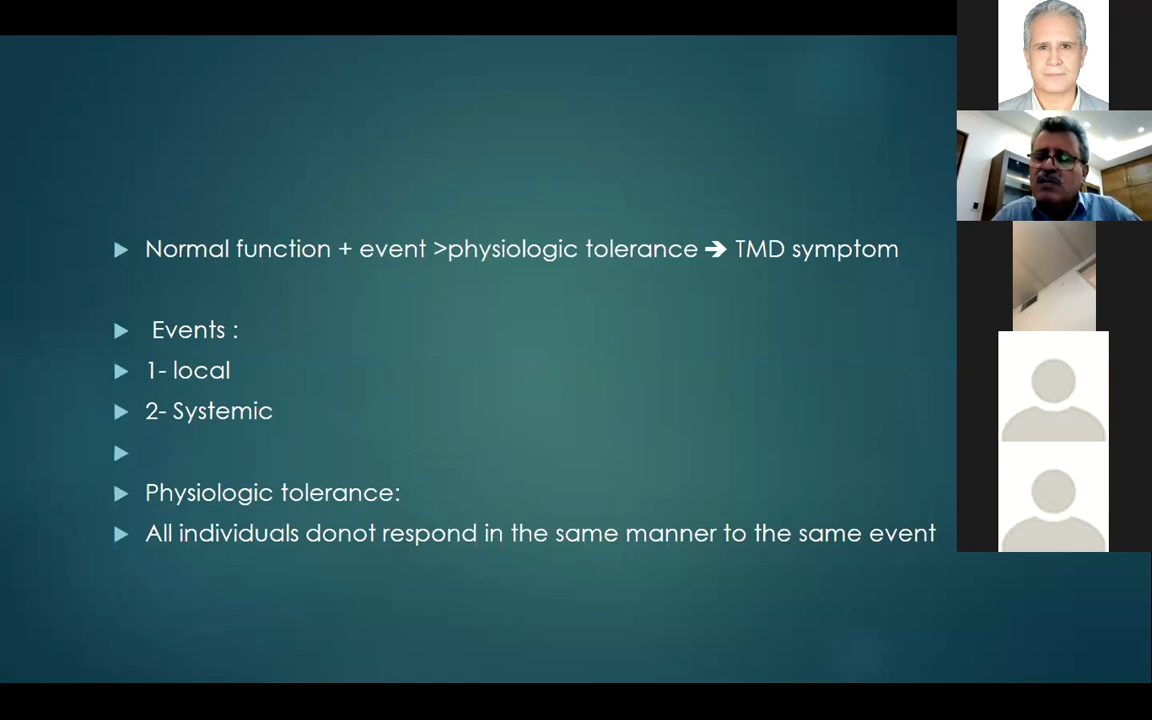 Normal function + event >physiologic tolerance ➔ TMD symptom
Events :
1- local
2- Systemic
Physiologic tolerance:
All individuals donot respond in the same manner to the same event